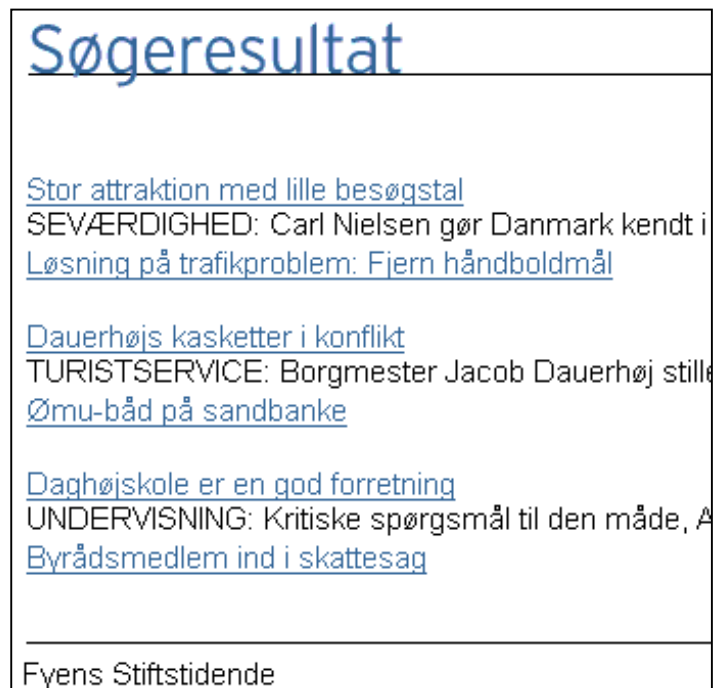 Søgeresultat
Stor attraktion med lille besøgstal
SEVÆRDIGHED: Carl Nielsen gør Danmark kendt i
Løsning på trafikproblem: Fjern håndboldmål
Dauerhøjs kasketter i konflikt
TURISTSERVICE: Borgmester Jacob Dauerhøj stille
Ømu-båd på sandbanke
Daghøjskole er en god forretning
UNDERVISNING: Kritiske spørgsmål til den måde, A
Byrådsmedlem ind i skattesag
Fyens Stiftstidende